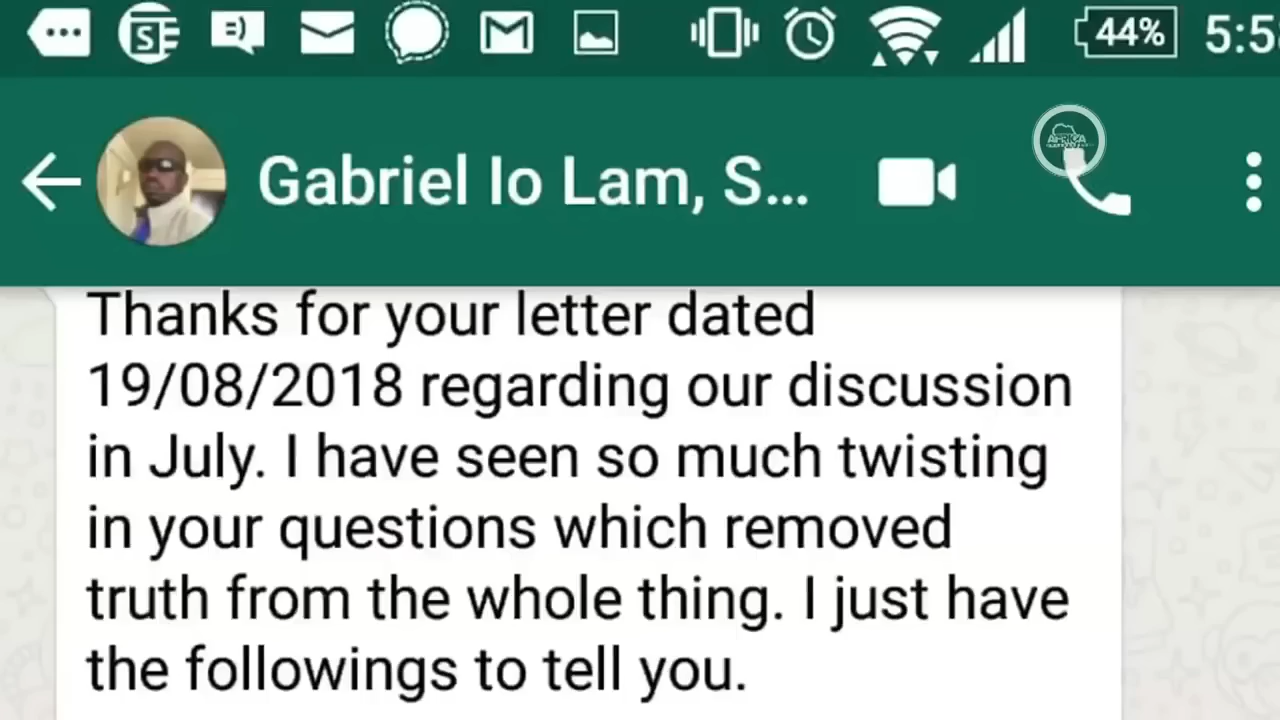 44%
5:5
Gabriel Io Lam, S...
AFRICA
Thanks for your letter dated
19/08/2018 regarding our discussion
in July. I have seen so much twisting
in your questions which removed
truth from the whole thing. I just have
the followings to tell you.